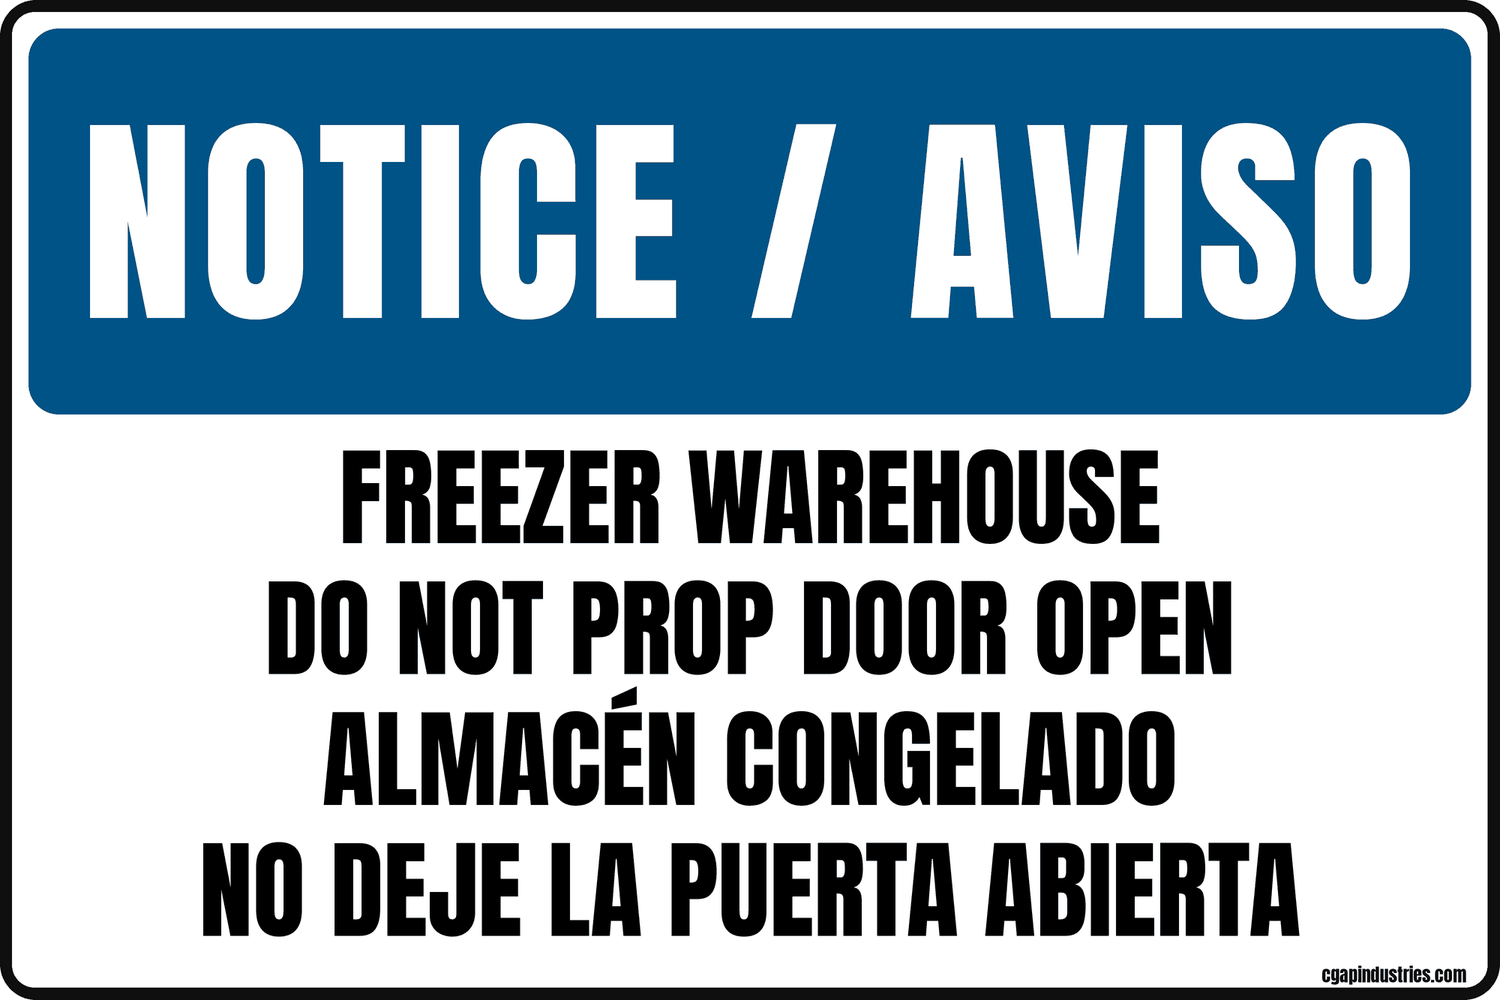 NOTICE / AVISO
FREEZER WAREHOUSE
DO NOT PROP DOOR OPEN
ALMACÉN CONGELADO
NO DEJE LA PUERTA ABIERTA
cgapindustries.com